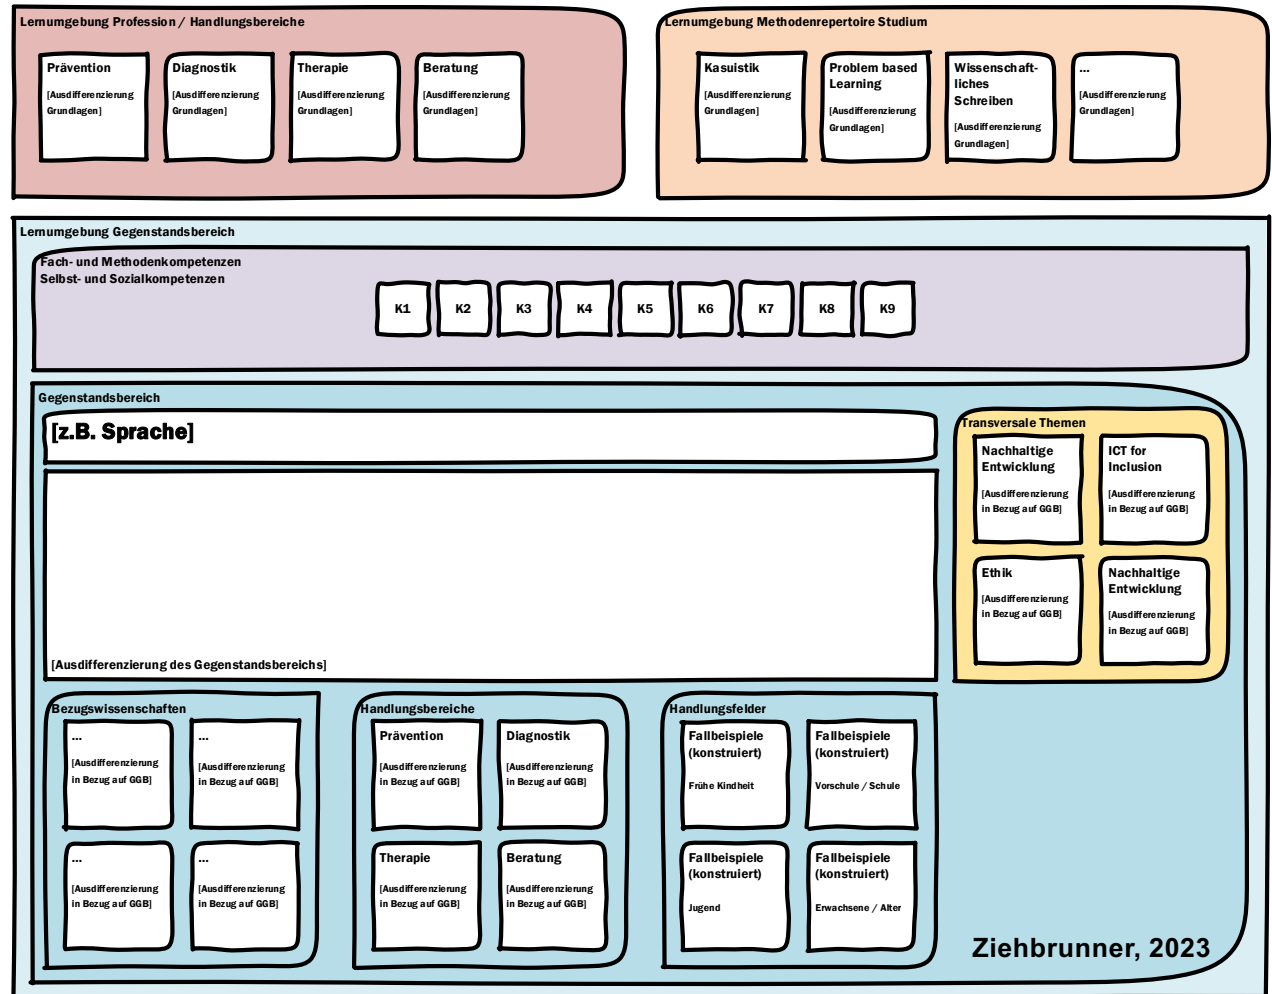 Lernumgebung Profession / Handlungsbereiche
Prävention
[Ausdifferenzierung
Grundlagen]
Diagnostik
[Ausdifferenzierung
Grundlagen]
Therapie
[Ausdifferenzierung
Grundlagen]
Beratung
[Ausdifferenzierung
Grundlagen]
Lernumgebung Methodenrepertoire Studium
Kasuistik
[Ausdifferenzierung
Grundlagen]
Problem based
Learning
[Ausdifferenzierung
Grundlagen]
Wissenschaft-
liches
Schreiben
[Ausdifferenzierung
Grundlagen]
...
[Ausdifferenzierung
Grundlagen]
Lernumgebung Gegenstandsbereich
Fach- und Methodenkompetenzen
Selbst- und Sozialkompetenzen
K1 K2 K3 K4 K5 K6 K7 K8 K9
Gegenstandsbereich
[z.B. Sprache]
[Ausdifferenzierung des Gegenstandsbereichs]
Transversale Themen
Nachhaltige
Entwicklung
[Ausdifferenzierung
in Bezug auf GGB]
ICT for
Inclusion
[Ausdifferenzierung
in Bezug auf GGB]
Ethik
[Ausdifferenzierung
in Bezug auf GGB]
Nachhaltige
Entwicklung
[Ausdifferenzierung
in Bezug auf GGB]
Bezugswissenschaften
...
[Ausdifferenzierung
in Bezug auf GGB]
...
[Ausdifferenzierung
in Bezug auf GGB]
...
[Ausdifferenzierung
in Bezug auf GGB]
...
[Ausdifferenzierung
in Bezug auf GGB]
Handlungsbereiche
Prävention
[Ausdifferenzierung
in Bezug auf GGB]
Diagnostik
[Ausdifferenzierung
in Bezug auf GGB]
Therapie
[Ausdifferenzierung
in Bezug auf GGB]
Beratung
[Ausdifferenzierung
in Bezug auf GGB]
Handlungsfelder
Fallbeispiele
(konstruiert)
Frühe Kindheit
Fallbeispiele
(konstruiert)
Vorschule / Schule
Fallbeispiele
(konstruiert)
Jugend
Fallbeispiele
(konstruiert)
Erwachsene / Alter
Ziehbrunner, 2023